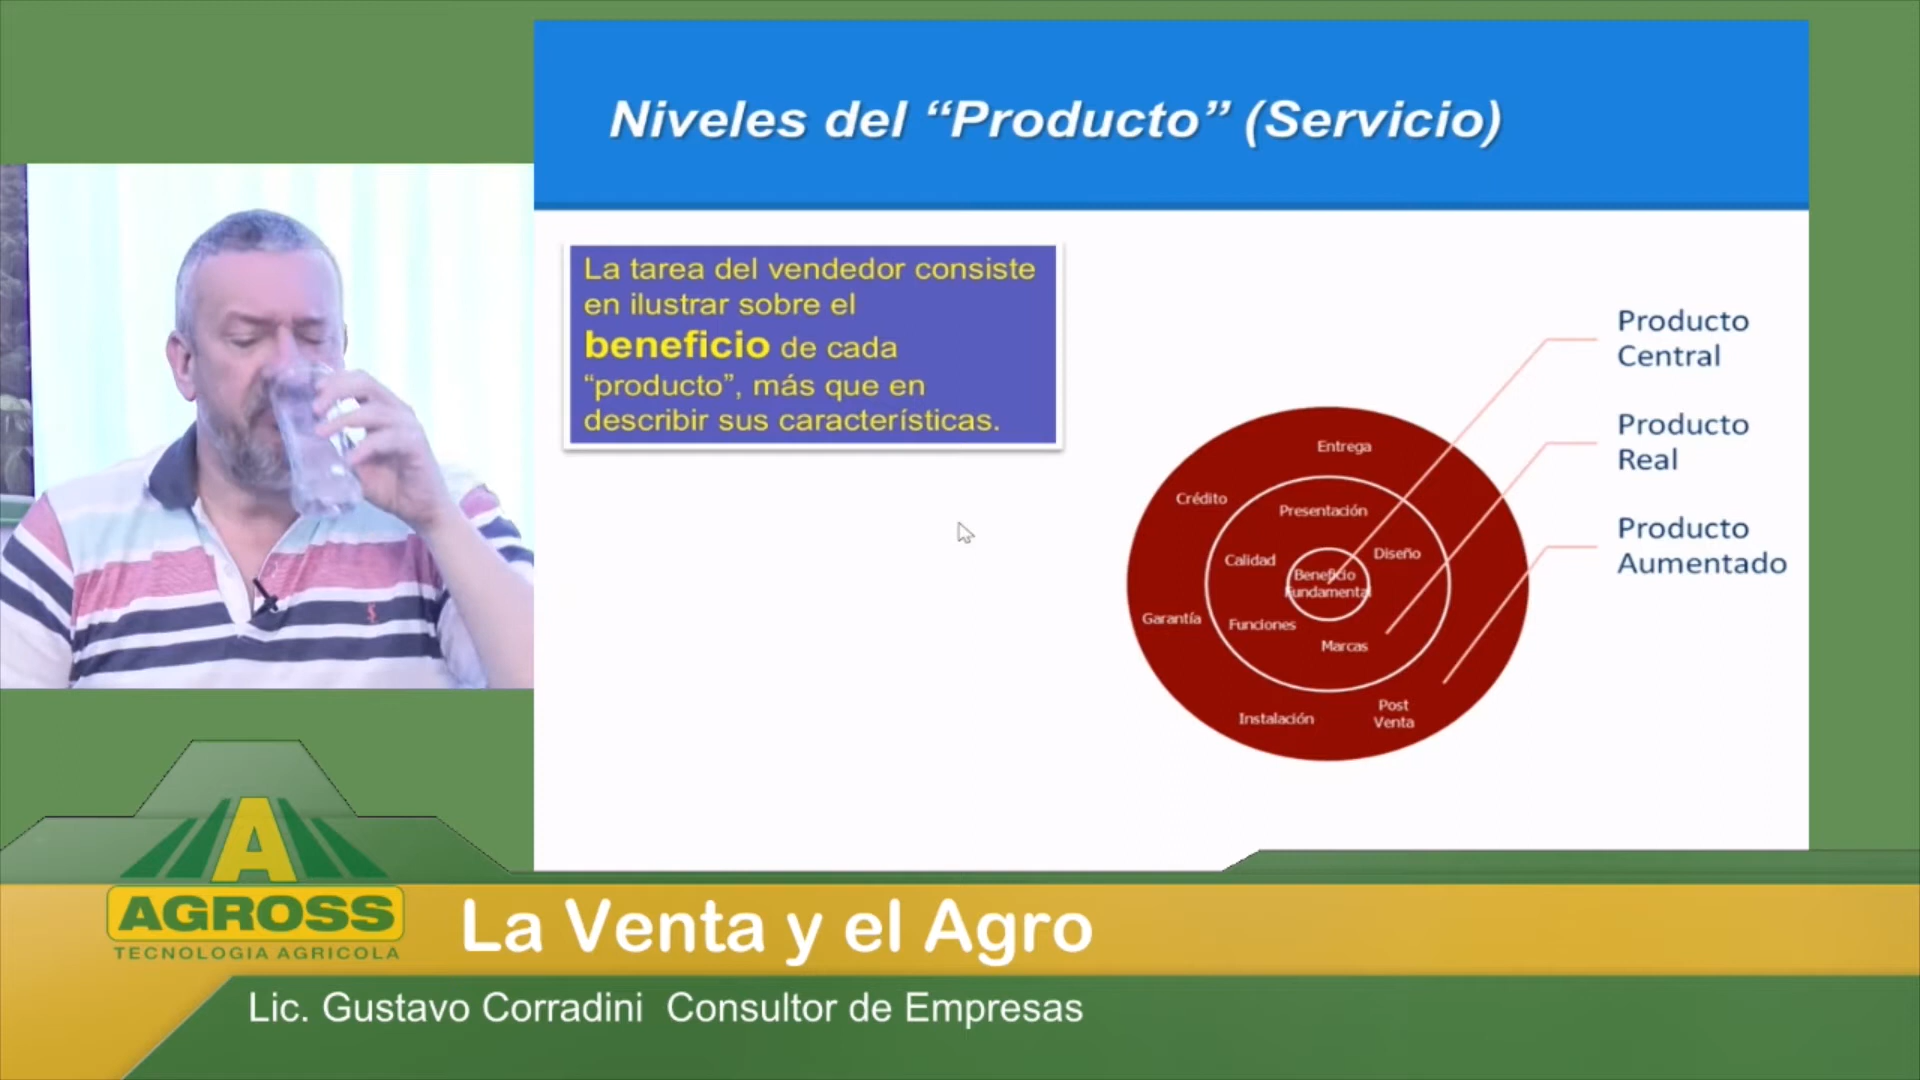 Niveles del “Producto” (Servicio)
La tarea del vendedor consiste
en ilustrar sobre el
beneficio de cada
“producto”, más que en
describir sus características.
Producto
Central
Producto
Real
Producto
Aumentado
Entrega
Crédito
Presentación
Calidad
Diseño
Beneficio
Fundamental
Garantía
Funciones
Marcas
Post
Venta
Instalación
A
AGROSS
TECNOLOGIA AGRICOLA
La Venta y el Agro
Lic. Gustavo Corradini Consultor de Empresas